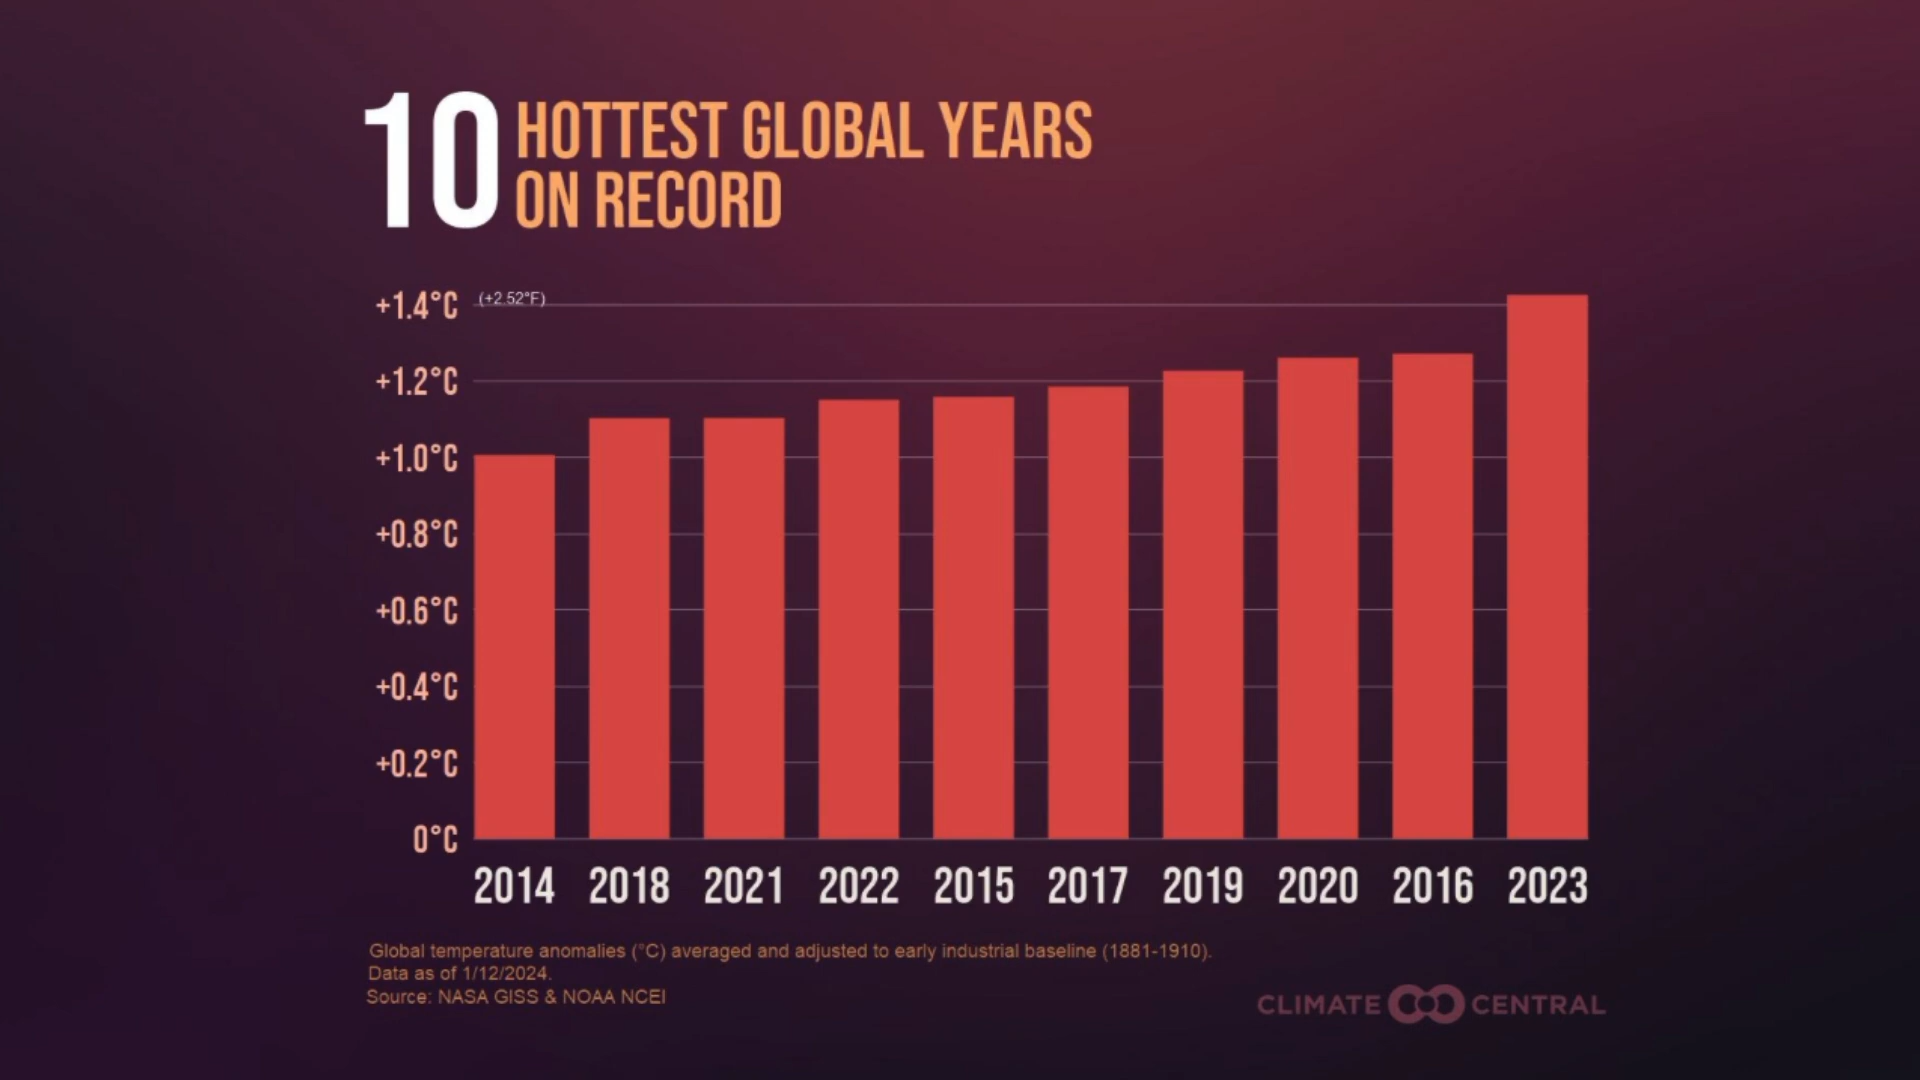 10 HOTTEST GLOBAL YEARS
ON RECORD
+1.4°C (+2.52°F)
+1.2°C
+1.0°C
+0.8°C
+0.6°C
+0.4°C
+0.2°C
0°C
2014 2018 2021 2022 2015 2017 2019 2020 2016 2023
Global temperature anomalies (°C) averaged and adjusted to early industrial baseline (1881-1910).
Data as of 1/12/2024.
Source: NASA GISS & NOAA NCEI
CLIMATE CENTRAL